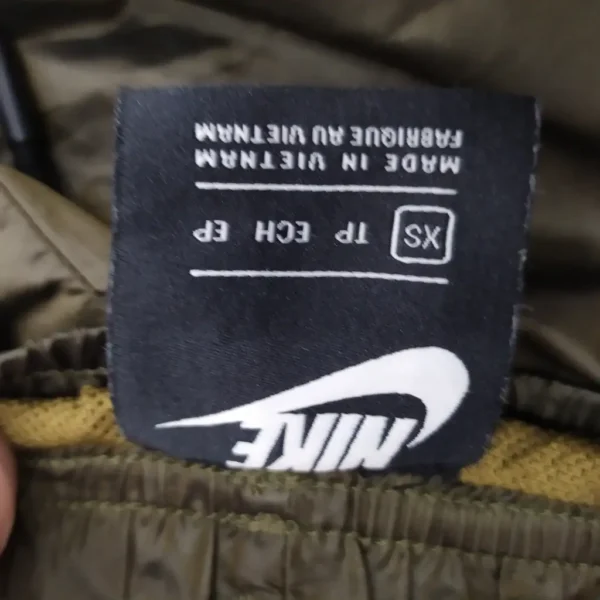 NIKE
XS TP ECH EP
MADE IN VIETNAM
FABRIQUE AU VIETNAM